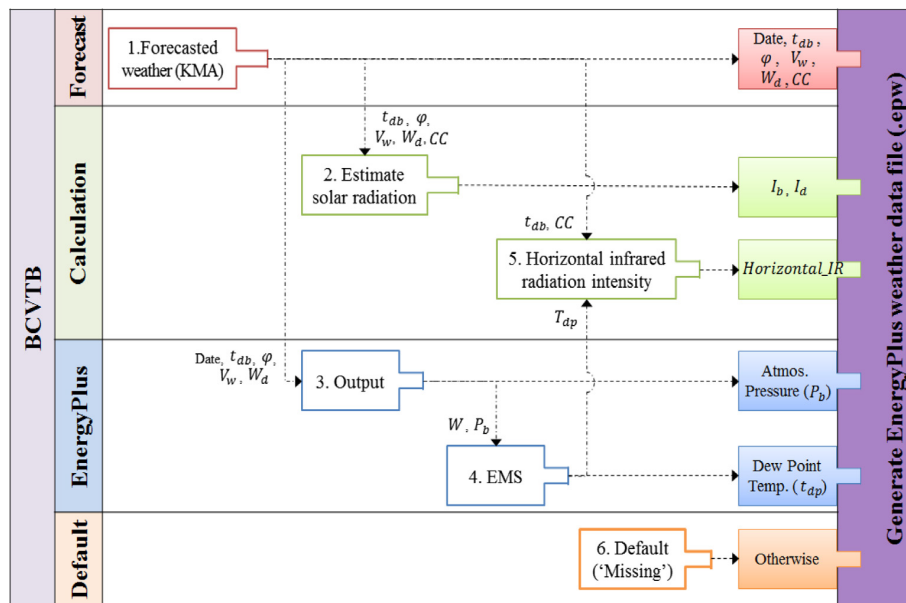 BCVTB
Forecast
1.Forecasted
weather (KMA)
Date, t_db ,
φ , V_w ,
W_d , CC
Calculation
t_db, φ,
V_w, W_d, CC
2. Estimate
solar radiation
I_b, I_d
t_db, CC
5. Horizontal infrared
radiation intensity
Horizontal_IR
T_dp
EnergyPlus
Date, t_db, φ,
V_w, W_d
3. Output
Atmos.
Pressure (P_b)
W, P_b
4. EMS
Dew Point
Temp. (t_dp)
Default
6. Default
(‘Missing’)
Otherwise
Generate EnergyPlus weather data file (.epw)